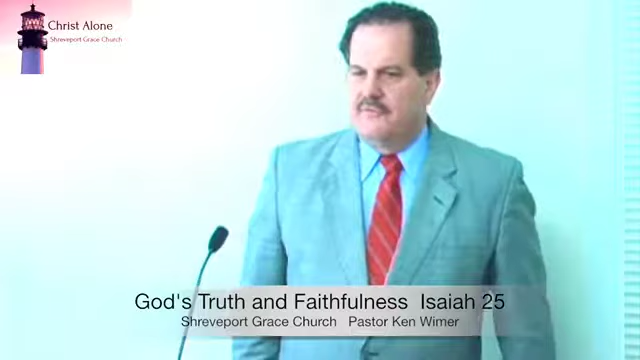 Christ Alone
Shreveport Grace Church
God's Truth and Faithfulness Isaiah 25
Shreveport Grace Church Pastor Ken Wimer